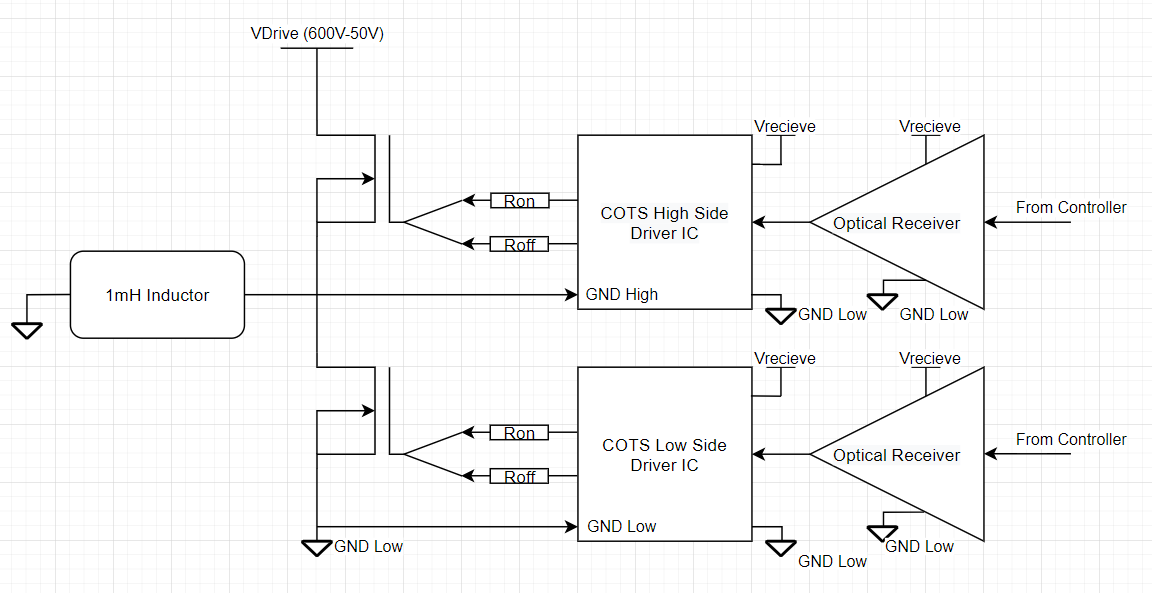 VDrive (600V-50V)
Vrecieve
Vrecieve
Ron
COTS High Side
Driver IC
Optical Receiver
From Controller
Roff
1mH Inductor
GND High
GND Low
GND Low
Vrecieve
Vrecieve
Ron
COTS Low Side
Driver IC
Optical Receiver
From Controller
Roff
GND Low
GND Low
GND Low
GND Low